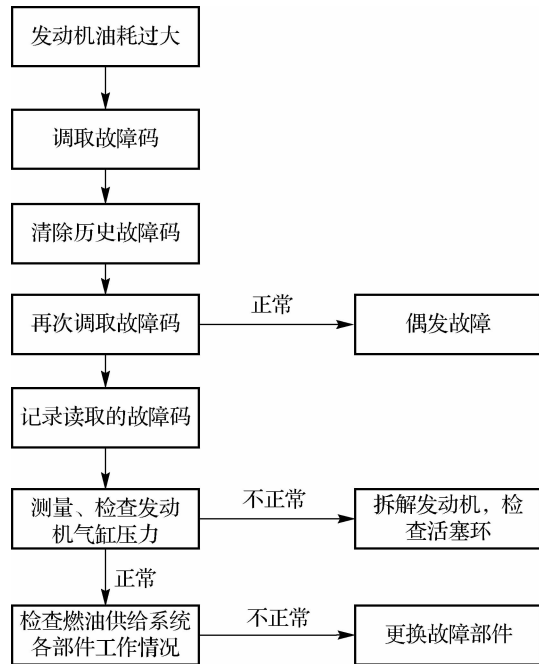 发动机油耗过大
调取故障码
清除历史故障码
再次调取故障码
正常
偶发故障
记录读取的故障码
测量、检查发动
机气缸压力
不正常
拆解发动机，检
查活塞环
正常
检查燃油供给系统
各部件工作情况
不正常
更换故障部件